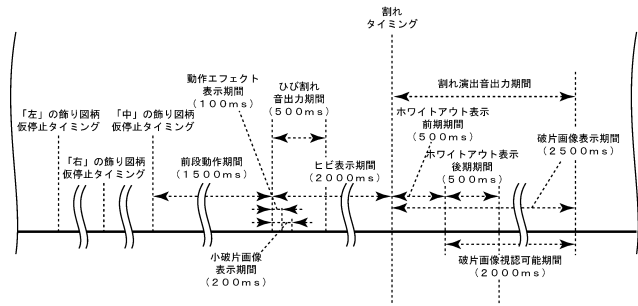 割れ
タイミング
動作エフェクト
表示期間
(100ms)
ひび割れ
音出力期間
(500ms)
割れ演出音出力期間
「左」の飾り図柄
仮停止タイミング
「中」の飾り図柄
仮停止タイミング
ホワイトアウト表示
前期期間
(500ms)
破片画像表示期間
(2500ms)
「右」の飾り図柄
仮停止タイミング
前段動作期間
(1500ms)
ヒビ表示期間
(2000ms)
ホワイトアウト表示
後期期間
(500ms)
小破片画像
表示期間
(200ms)
破片画像視認可能期間
(2000ms)